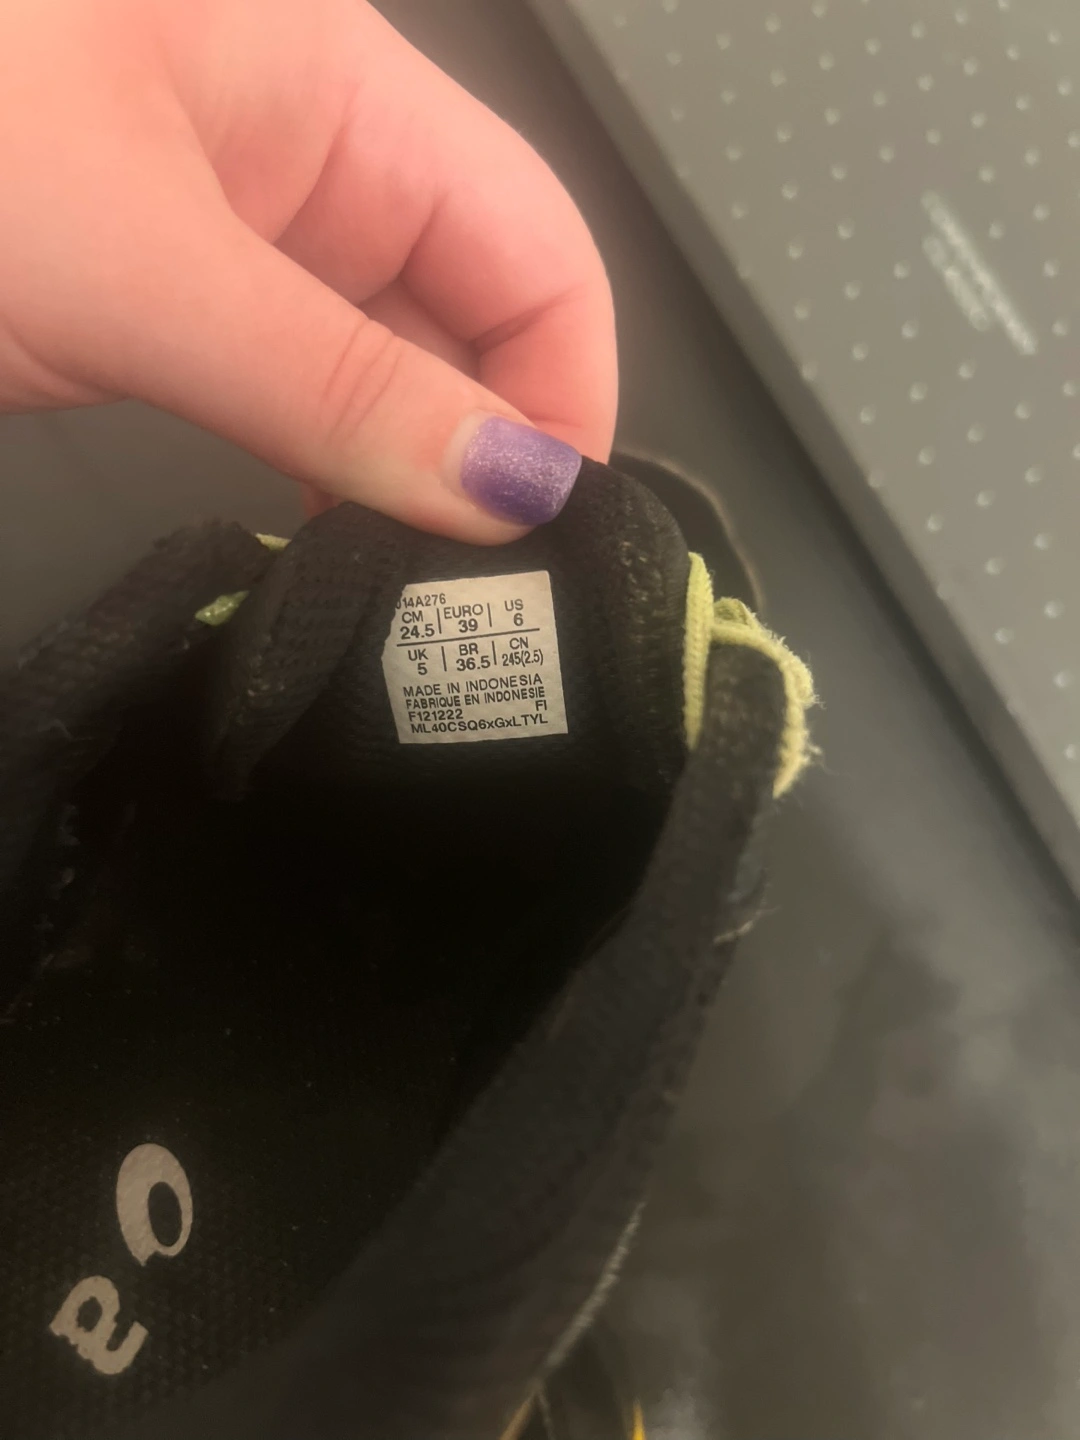 J14A276
CM EURO US
24.5 39 6
UK BR CN
5 36.5 245(2.5)
MADE IN INDONESIA
FABRIQUE EN INDONESIE
F121222 FI
ML40CSQ6xGxLTYL